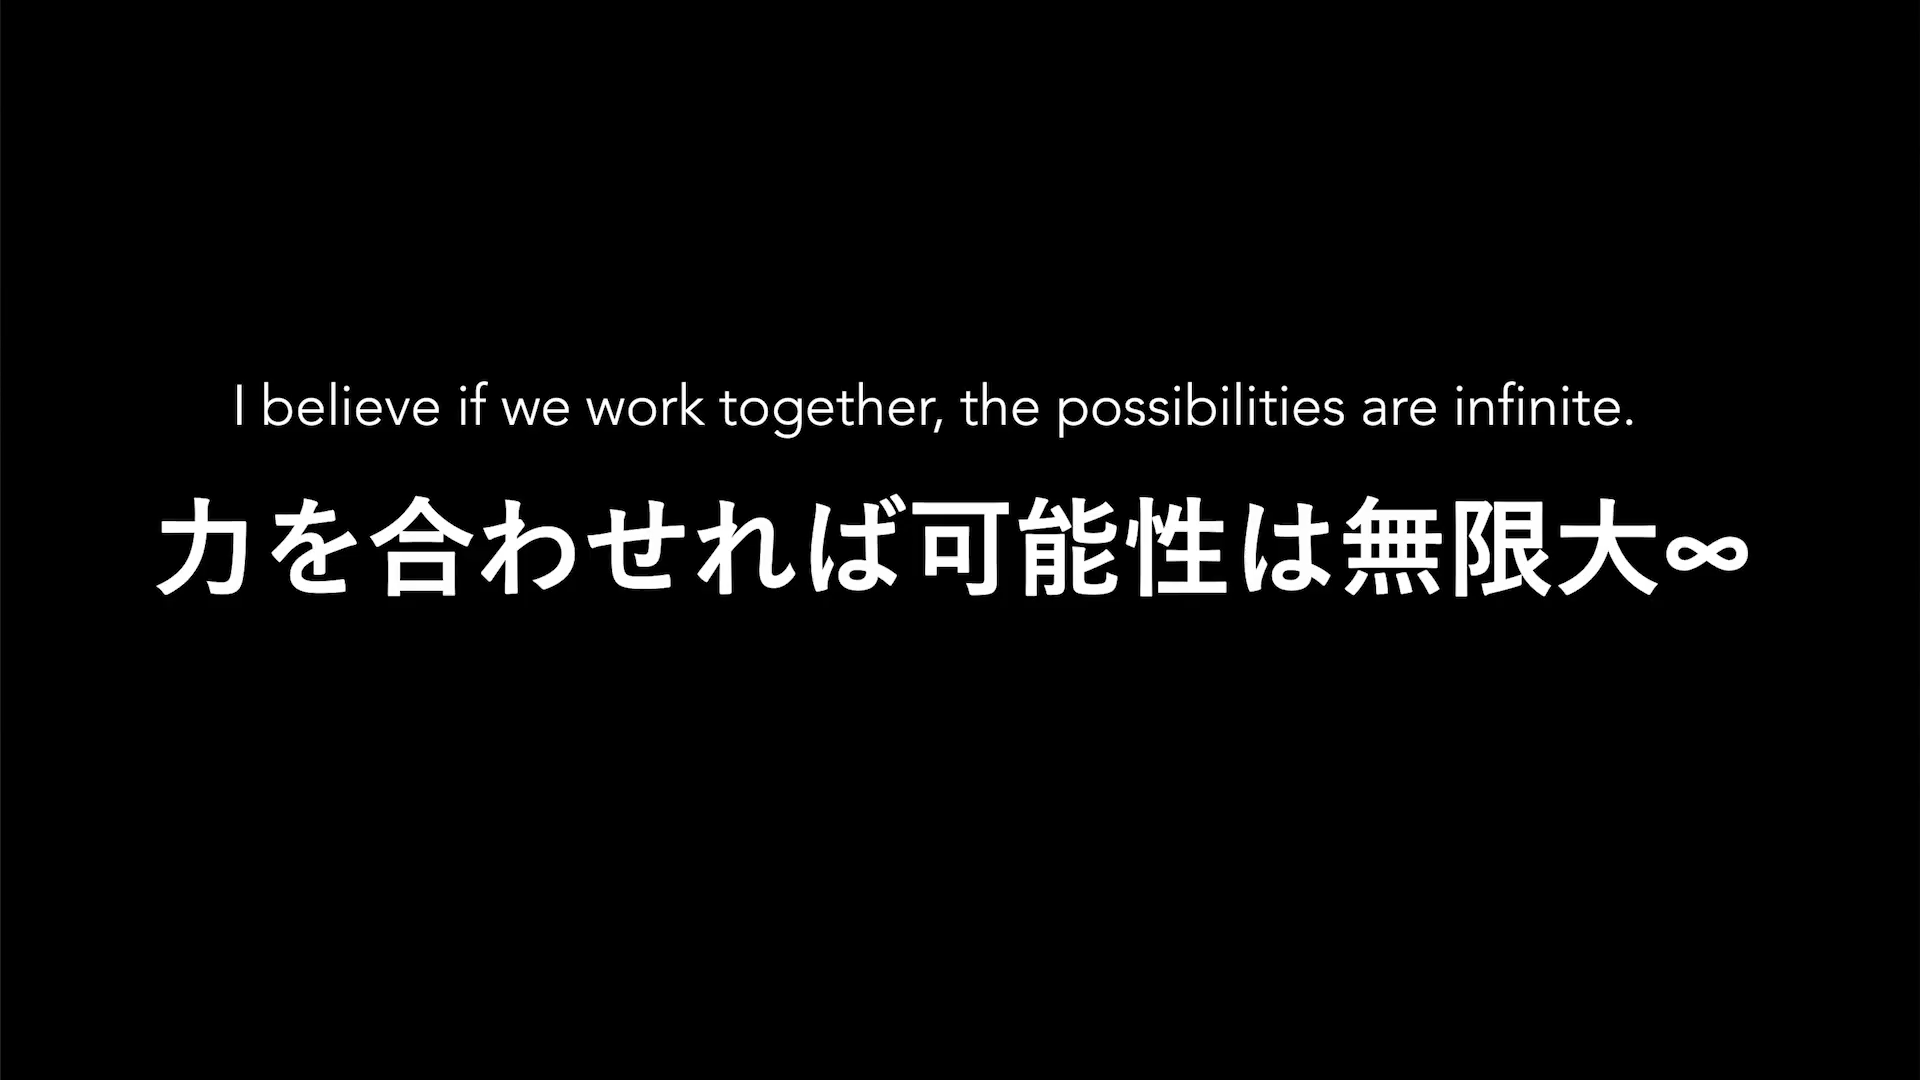 I believe if we work together, the possibilities are infinite.
力を合わせれば可能性は無限大∞